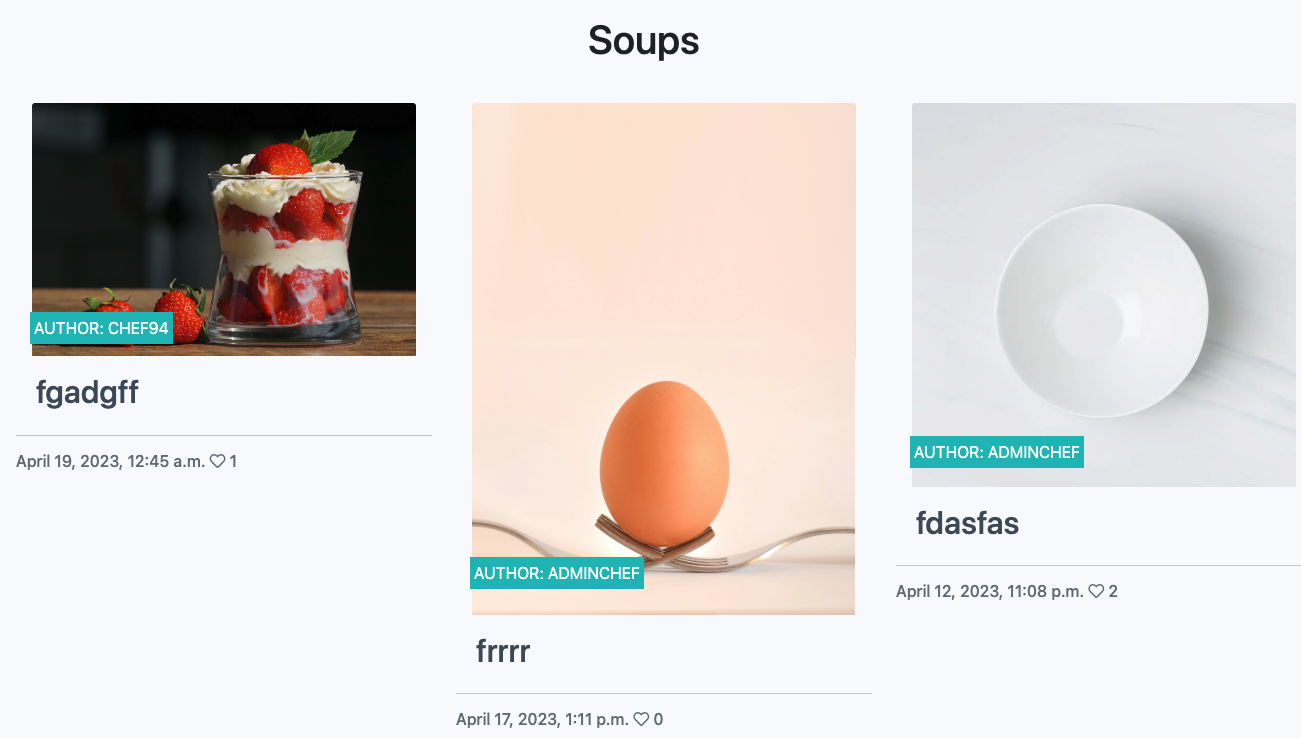 Soups
AUTHOR: CHEF94
fgadgff
April 19, 2023, 12:45 a.m. 1
AUTHOR: ADMINCHEF
frrrr
April 17, 2023, 1:11 p.m. 0
AUTHOR: ADMINCHEF
fdasfas
April 12, 2023, 11:08 p.m. 2